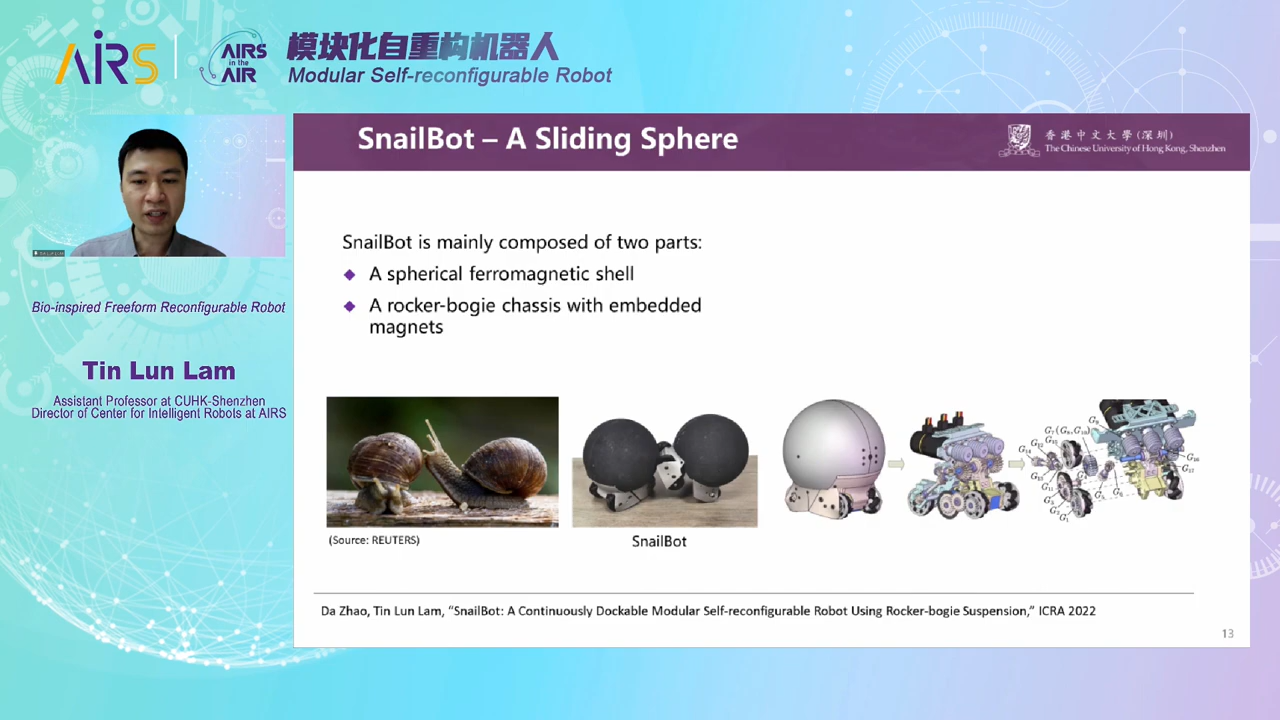 AIRS
AIRS
in the
AIR
模块化自重构机器人
Modular Self-reconfigurable Robot
SnailBot – A Sliding Sphere
香港中文大學(深圳)
The Chinese University of Hong Kong, Shenzhen
Bio-inspired Freeform Reconfigurable Robot
Tin Lun Lam
Assistant Professor at CUHK-Shenzhen
Director of Center for Intelligent Robots at AIRS
SnailBot is mainly composed of two parts:
A spherical ferromagnetic shell
A rocker-bogie chassis with embedded
magnets
(Source: REUTERS)
SnailBot
Da Zhao, Tin Lun Lam, “SnailBot: A Continuously Dockable Modular Self-reconfigurable Robot Using Rocker-bogie Suspension,” ICRA 2022
13